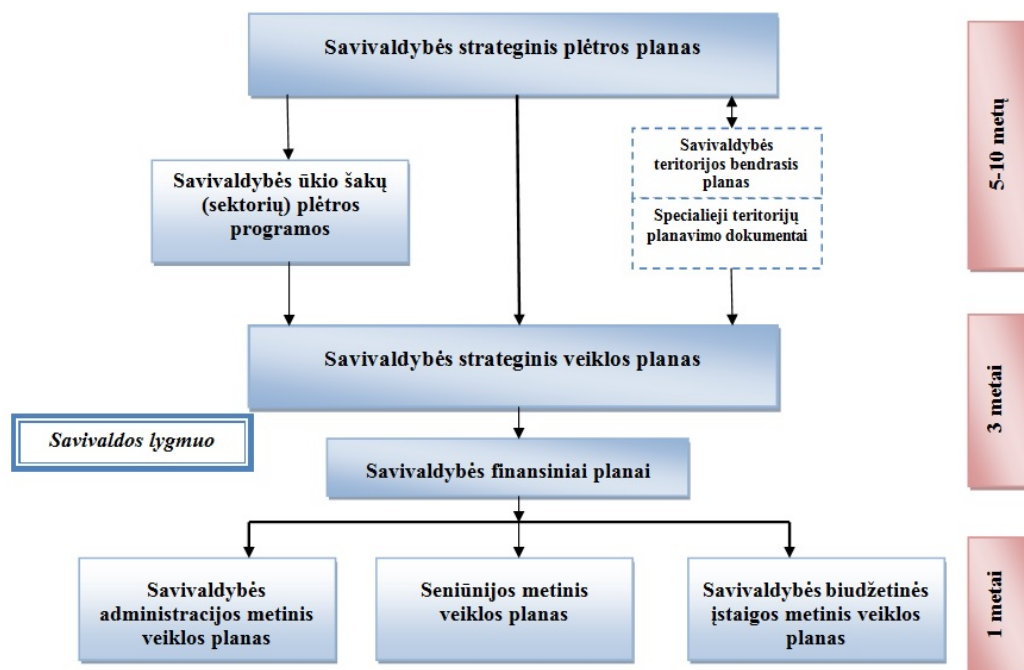 Savivaldybės strateginis plėtros planas
Savivaldybės ūkio šakų
(sektorių) plėtros
programos
Savivaldybės
teritorijos bendrasis
planas
Specialieji teritorijų
planavimo dokumentai
5-10 metų
Savivaldybės strateginis veiklos planas
Savivaldos lygmuo
Savivaldybės finansiniai planai
3 metai
Savivaldybės
administracijos metinis
veiklos planas
Seniūnijos metinis
veiklos planas
Savivaldybės biudžetinės
įstaigos metinis veiklos
planas
1 metai